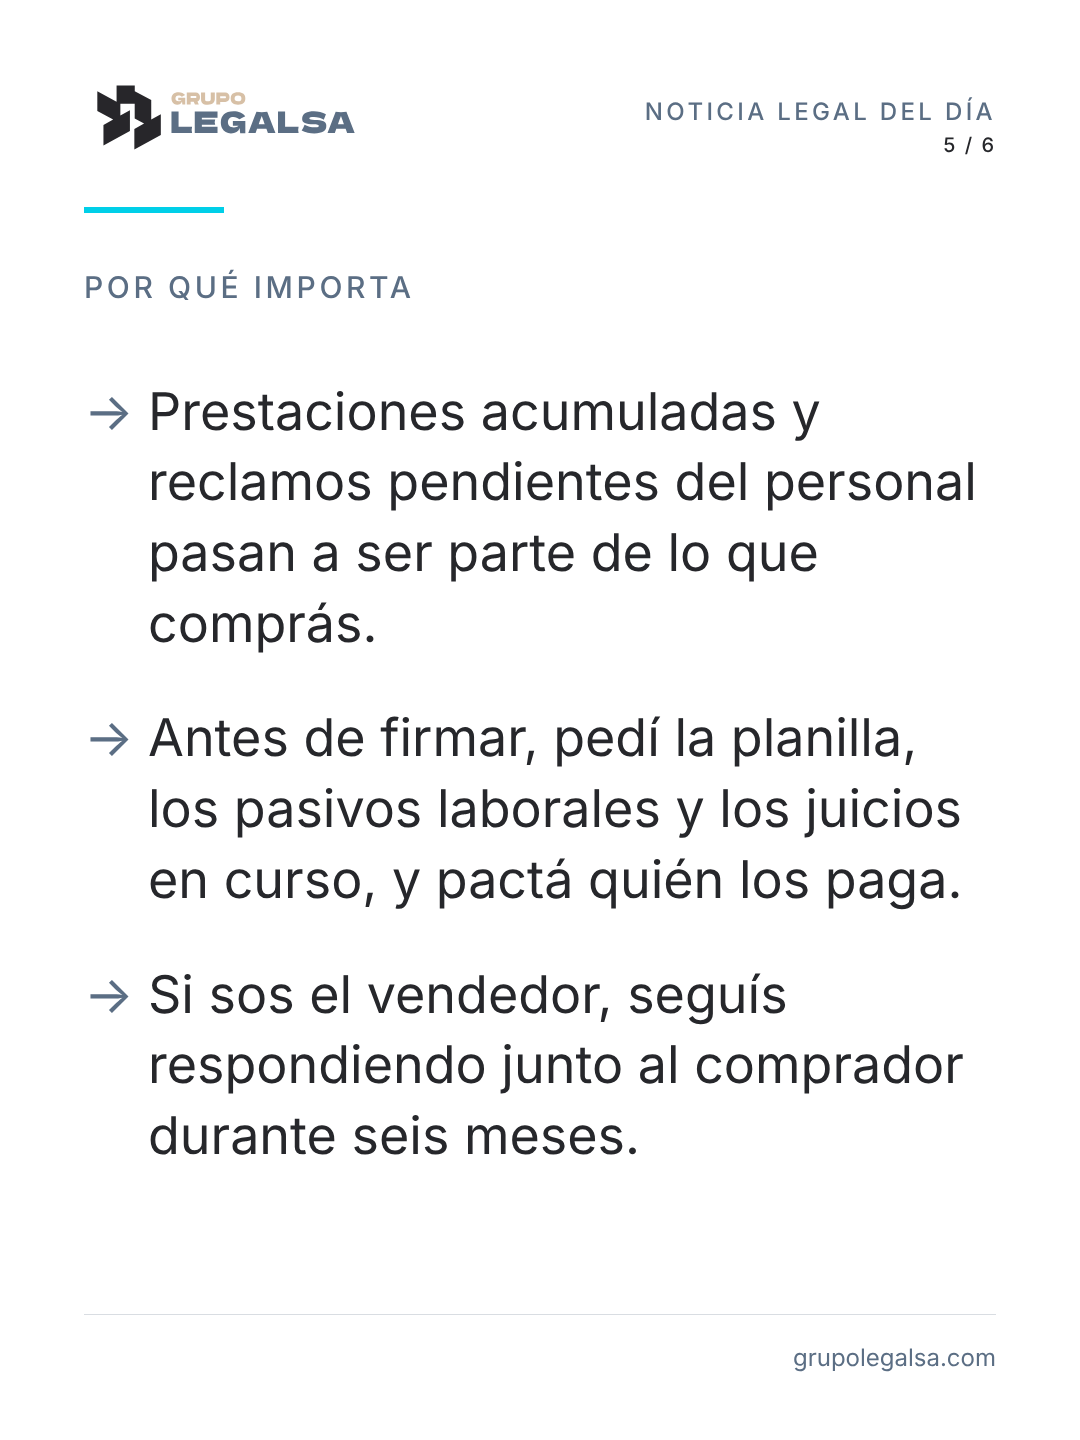 GRUPO
LEGALSA
NOTICIA LEGAL DEL DÍA
5 / 6
POR QUÉ IMPORTA
→ Prestaciones acumuladas y
reclamos pendientes del personal
pasan a ser parte de lo que
comprás.
→ Antes de firmar, pedí la planilla,
los pasivos laborales y los juicios
en curso, y pactá quién los paga.
→ Si sos el vendedor, seguís
respondiendo junto al comprador
durante seis meses.
grupolegalsa.com